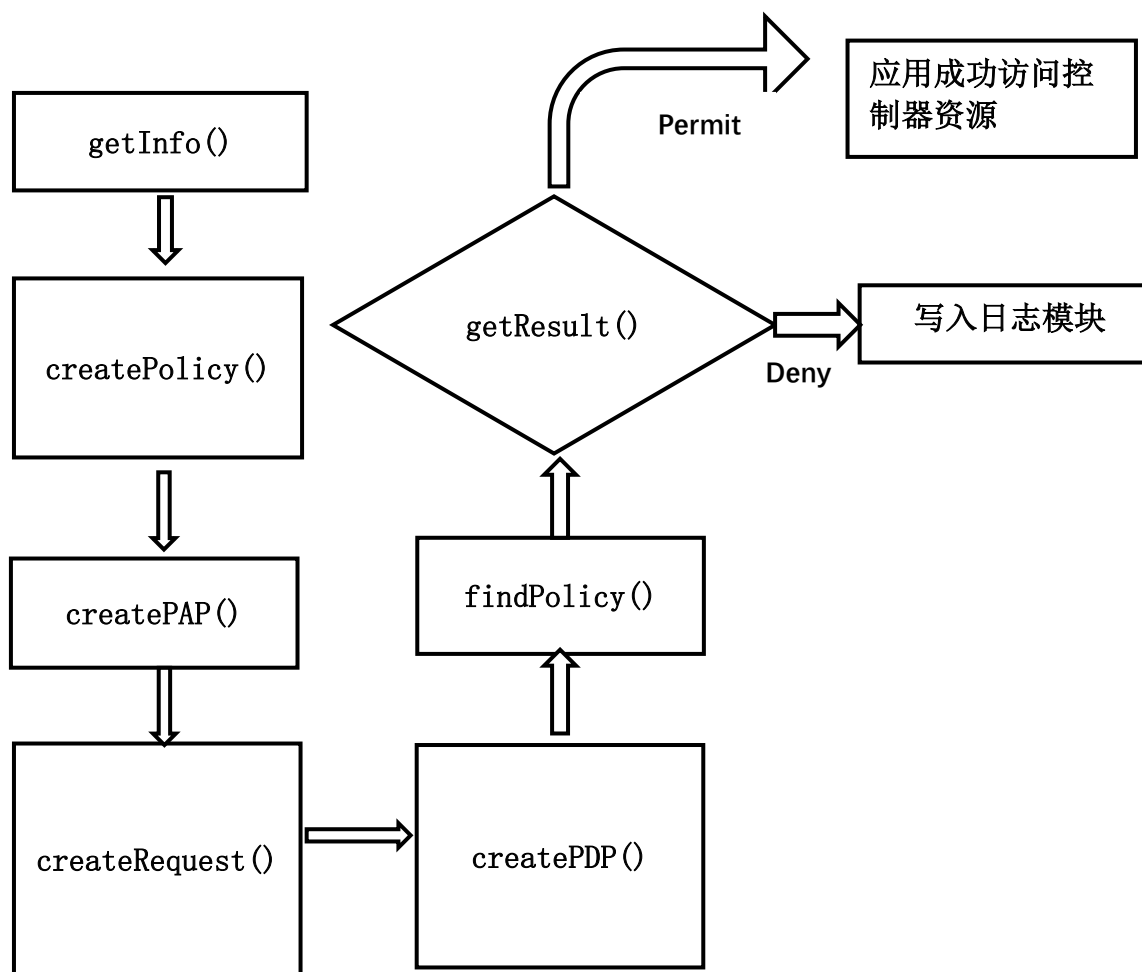 getInfo()
createPolicy()
createPAP()
createRequest()
createPDP()
findPolicy()
getResult()
Permit
应用成功访问控
制器资源
Deny
写入日志模块